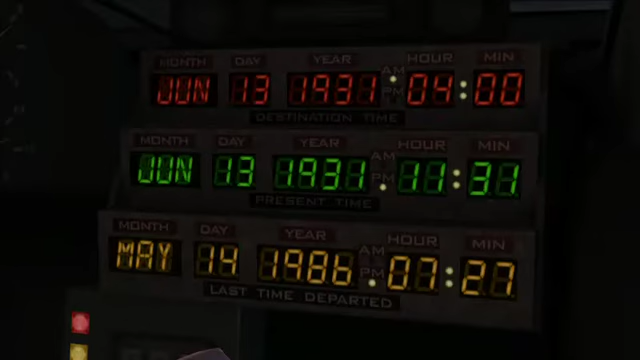 MONTH DAY YEAR AM PM HOUR MIN
JUN 13 1931 04:00
DESTINATION TIME
MONTH DAY YEAR AM PM HOUR MIN
JUN 13 1931 11:31
PRESENT TIME
MONTH DAY YEAR AM PM HOUR MIN
MAY 14 1986 07:27
LAST TIME DEPARTED